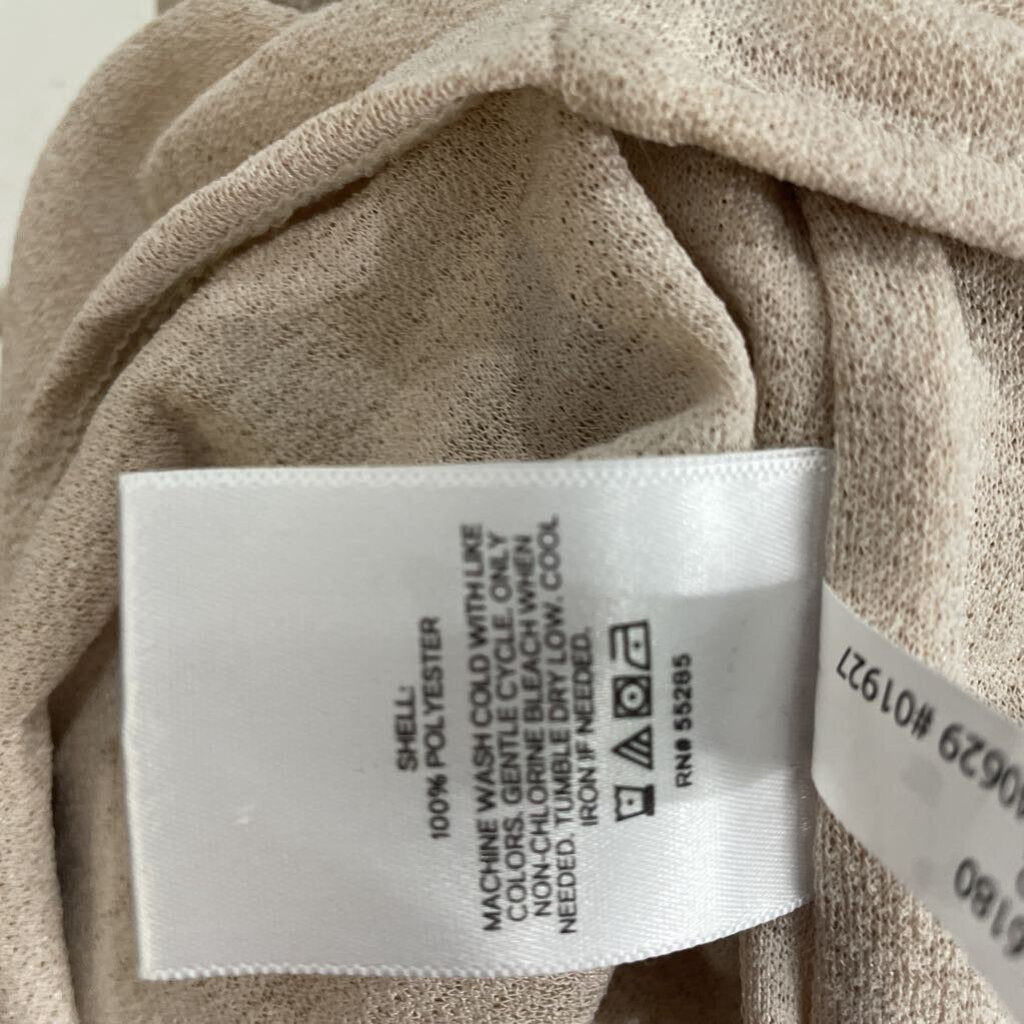 SHELL:
100% POLYESTER
MACHINE WASH COLD WITH LIKE
COLORS. GENTLE CYCLE. ONLY
NON-CHLORINE BLEACH WHEN
NEEDED. TUMBLE DRY LOW. COOL
IRON IF NEEDED.
RN# 55285
0629 #01927
6180